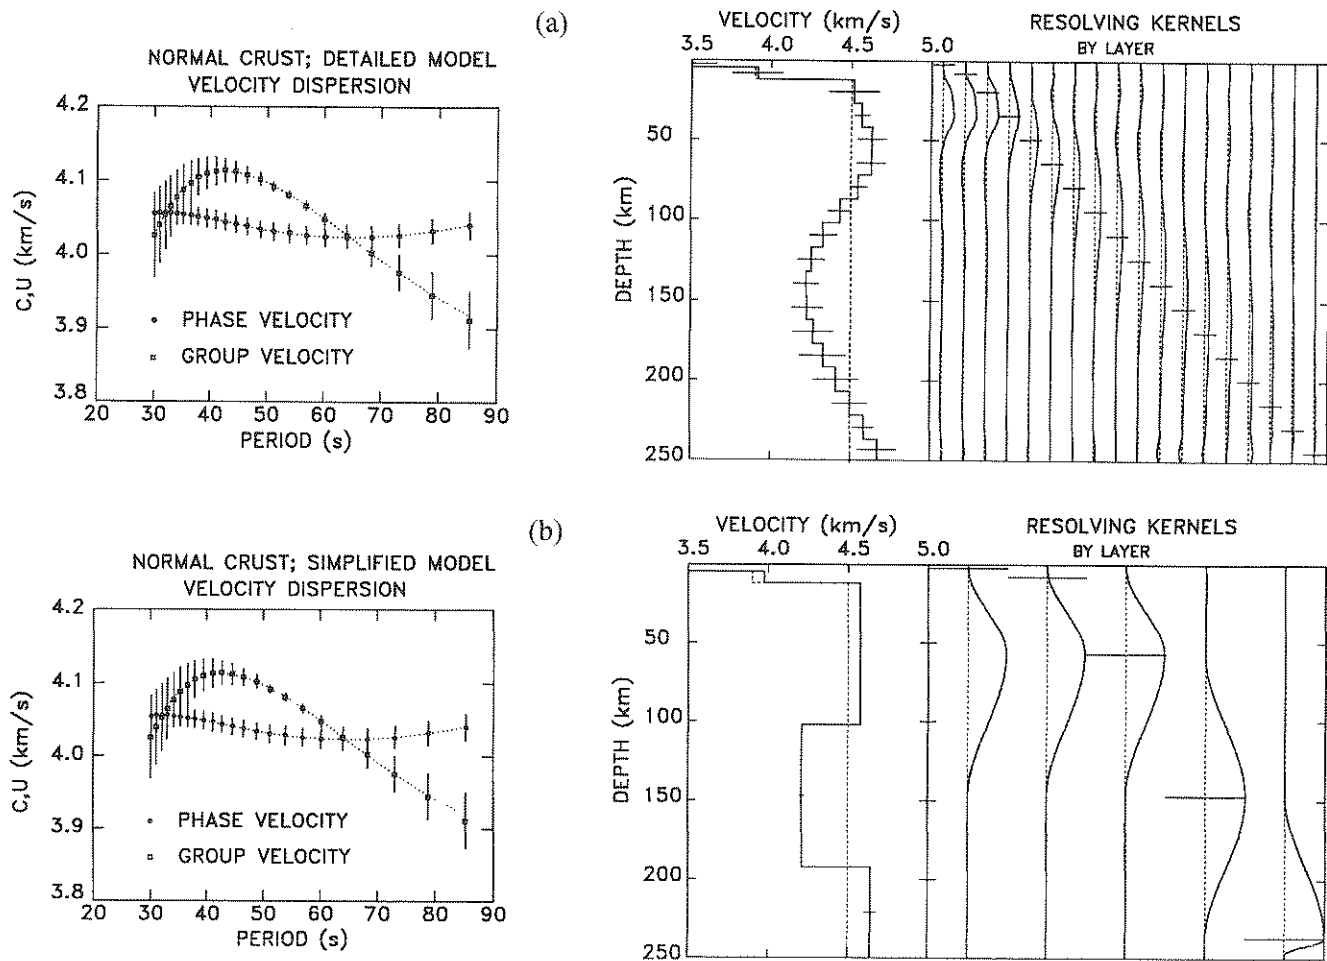 (a)
NORMAL CRUST; DETAILED MODEL
VELOCITY DISPERSION
4.2
4.1
4.0
3.9
3.8
C,U (km/s)
PHASE VELOCITY
GROUP VELOCITY
20 30 40 50 60 70 80 90
PERIOD (s)
VELOCITY (km/s)
3.5 4.0 4.5 5.0
RESOLVING KERNELS
BY LAYER
50
100
150
200
250
DEPTH (km)
(b)
NORMAL CRUST; SIMPLIFIED MODEL
VELOCITY DISPERSION
4.2
4.1
4.0
3.9
3.8
C,U (km/s)
PHASE VELOCITY
GROUP VELOCITY
20 30 40 50 60 70 80 90
PERIOD (s)
VELOCITY (km/s)
3.5 4.0 4.5 5.0
RESOLVING KERNELS
BY LAYER
50
100
150
200
250
DEPTH (km)